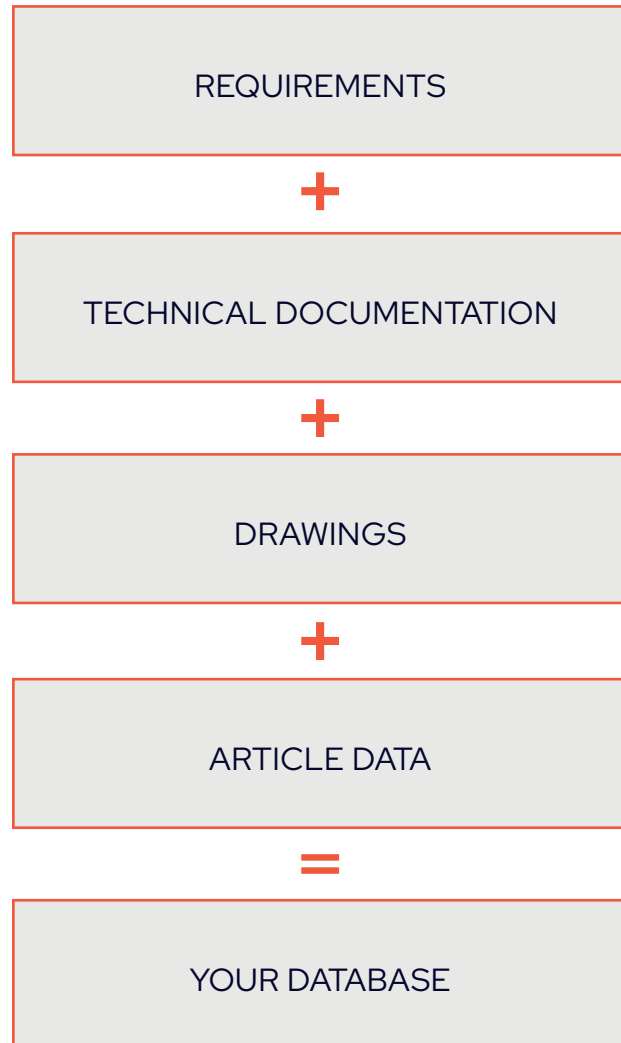 REQUIREMENTS
+
TECHNICAL DOCUMENTATION
+
DRAWINGS
+
ARTICLE DATA
=
YOUR DATABASE